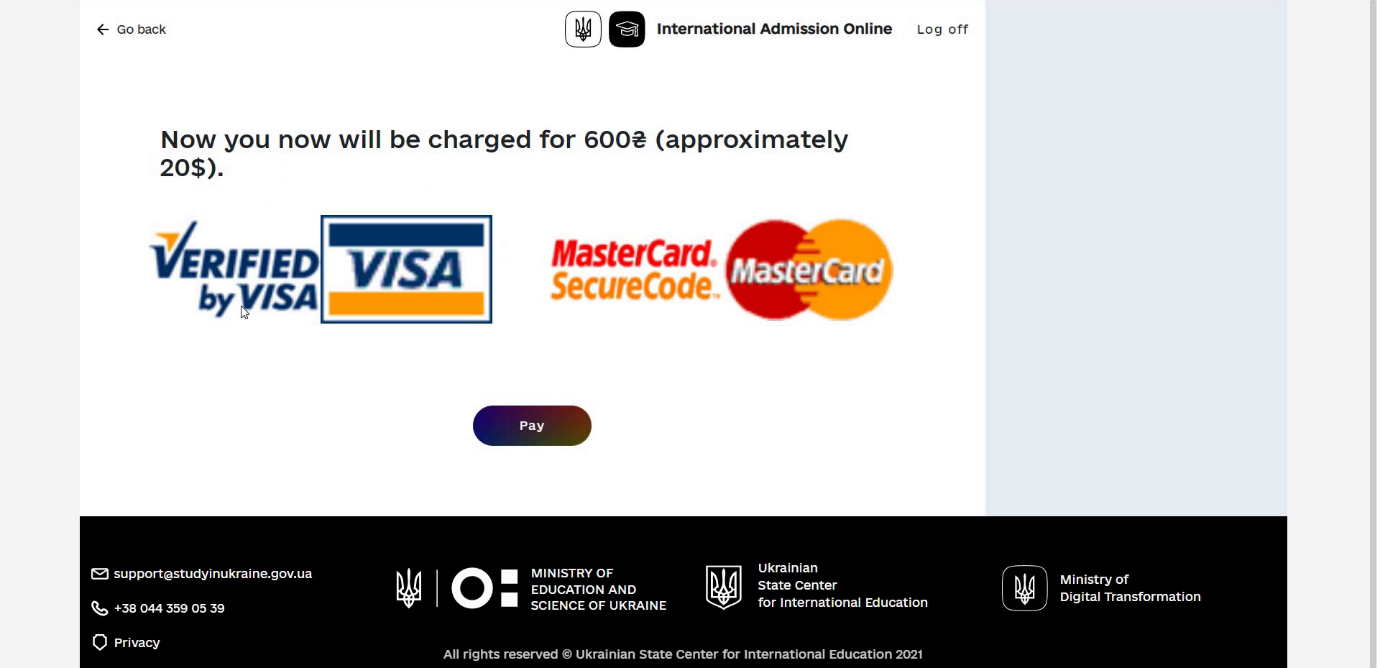 Go back
International Admission Online
Log off
Now you now will be charged for 600₴ (approximately
20$).
VERIFIED
by VISA
VISA
MasterCard.
SecureCode.™
MasterCard
Pay
support@studyinukraine.gov.ua
+38 044 359 05 39
Privacy
MINISTRY OF
EDUCATION AND
SCIENCE OF UKRAINE
Ukrainian
State Center
for International Education
Ministry of
Digital Transformation
All rights reserved © Ukrainian State Center for International Education 2021